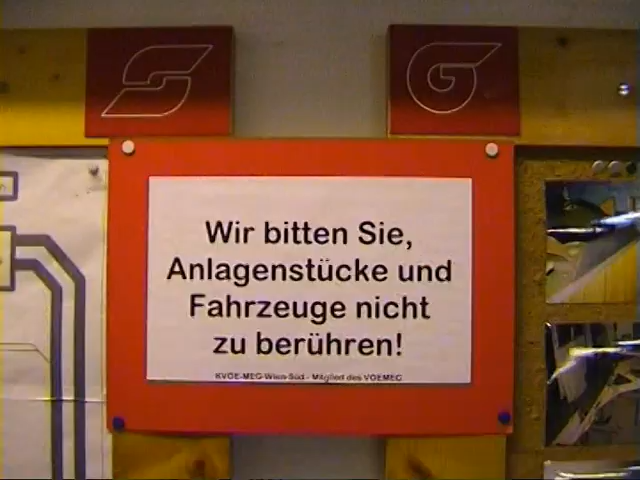 S G
Wir bitten Sie,
Anlagenstücke und
Fahrzeuge nicht
zu berühren!
KVOE-MEG-Wien-Süd - Mitglied des VOEMEC